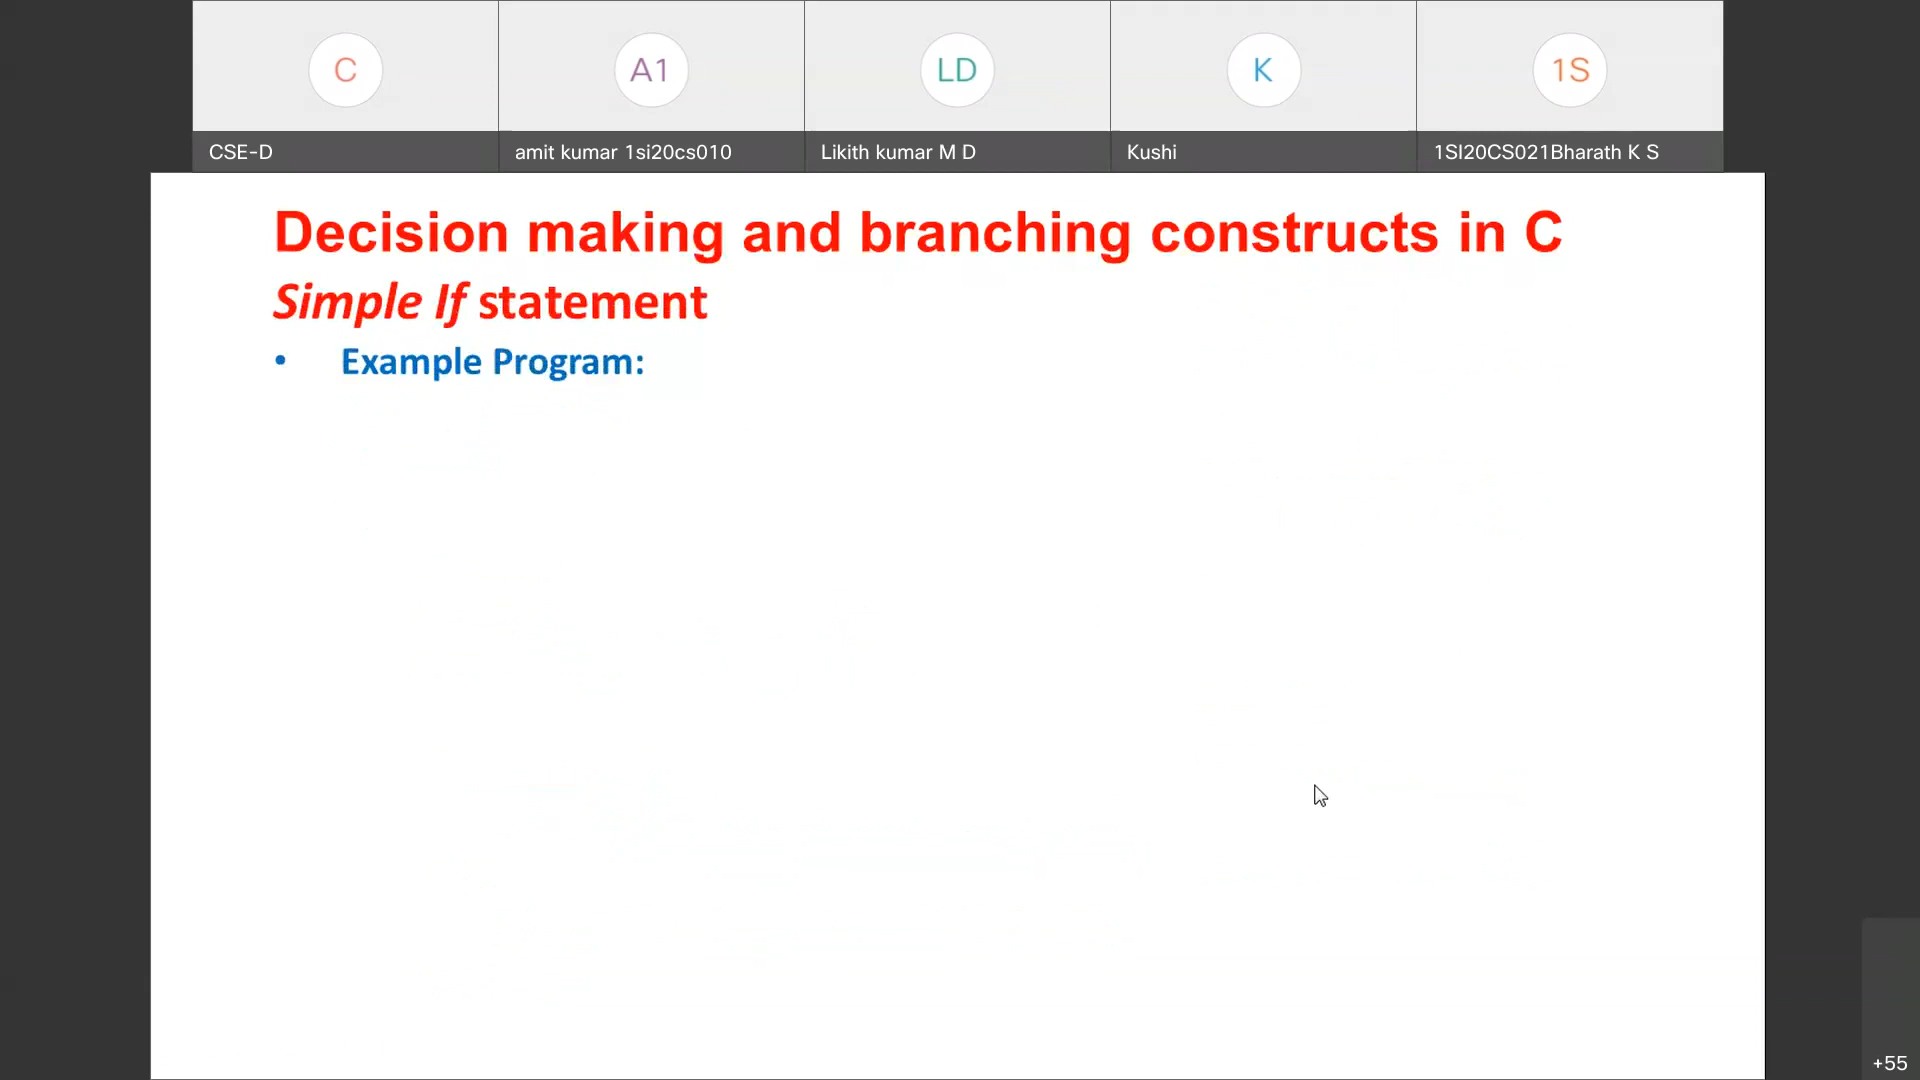 C
A1
LD
K
1S
CSE-D
amit kumar 1si20cs010
Likith kumar M D
Kushi
1SI20CS021Bharath K S
Decision making and branching constructs in C
Simple If statement
• Example Program:
+55